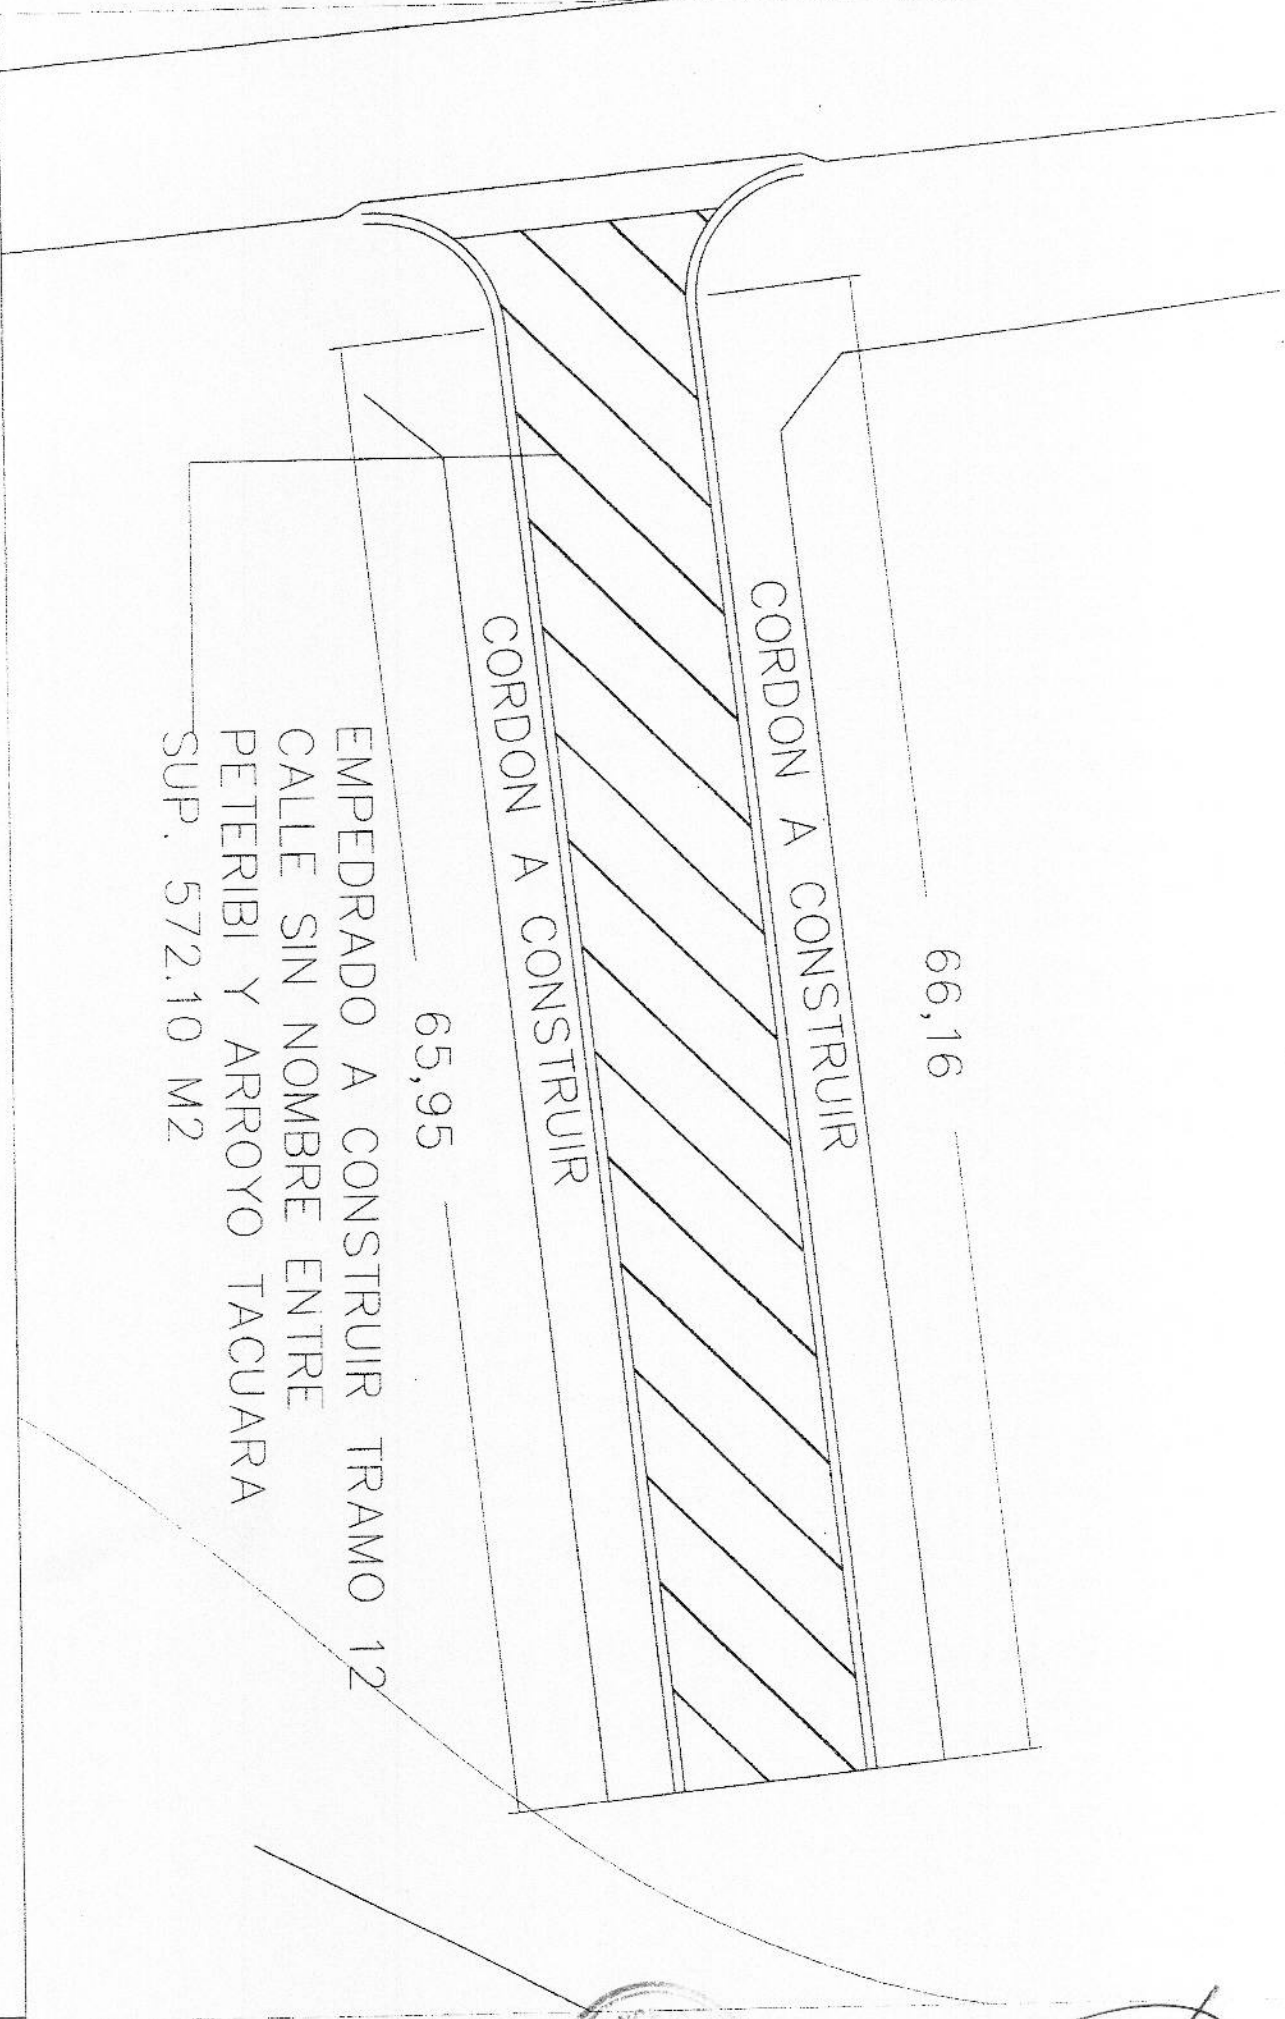 66,16
CORDON A CONSTRUIR
CORDON A CONSTRUIR
65,95
EMPEDRADO A CONSTRUIR TRAMO 12
CALLE SIN NOMBRE ENTRE
PETERIBI Y ARROYO TACUARA
SUP. 572.10 M2